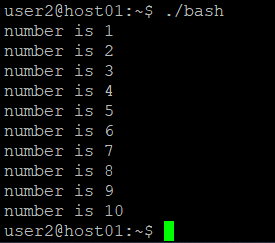 user2@host01:~$ ./bash
number is 1
number is 2
number is 3
number is 4
number is 5
number is 6
number is 7
number is 8
number is 9
number is 10
user2@host01:~$